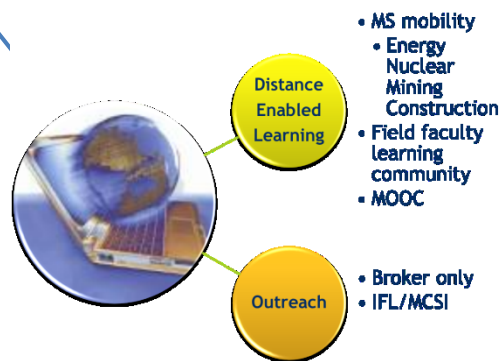 Distance
Enabled
Learning
• MS mobility
• Energy
Nuclear
Mining
Construction
• Field faculty
learning
community
• MOOC
Outreach
• Broker only
• IFL/MCSI